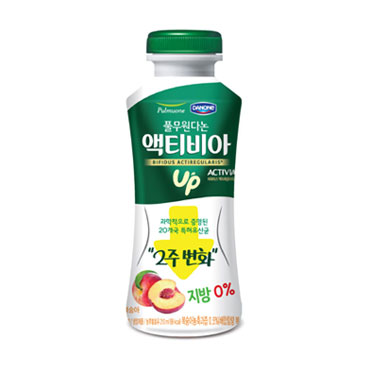 Pulmuone DANONE
풀무원다논
액티비아
BIFIDUS ACTIREGULARIS
Up
ACTIVIA
과학적으로 증명된
20개국 특허유산균
"2주 변화"
지방 0%